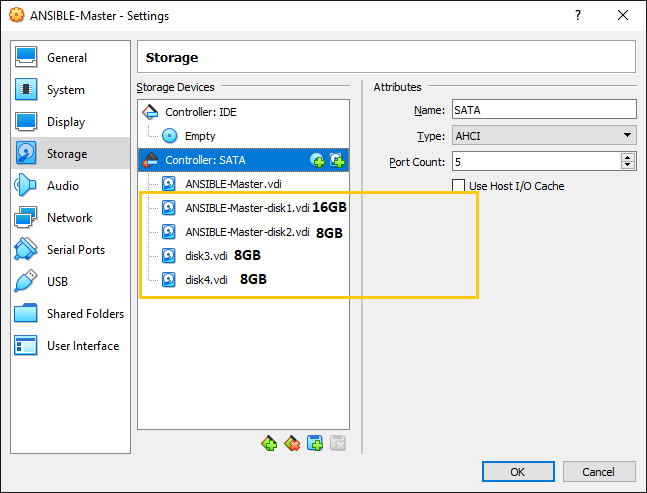 ANSIBLE-Master - Settings
?
General
System
Display
Storage
Audio
Network
Serial Ports
USB
Shared Folders
User Interface
Storage
Storage Devices
Controller: IDE
Empty
Controller: SATA
ANSIBLE-Master.vdi
ANSIBLE-Master-disk1.vdi 16GB
ANSIBLE-Master-disk2.vdi 8GB
disk3.vdi 8GB
disk4.vdi 8GB
Attributes
Name: SATA
Type: AHCI
Port Count: 5
Use Host I/O Cache
OK
Cancel